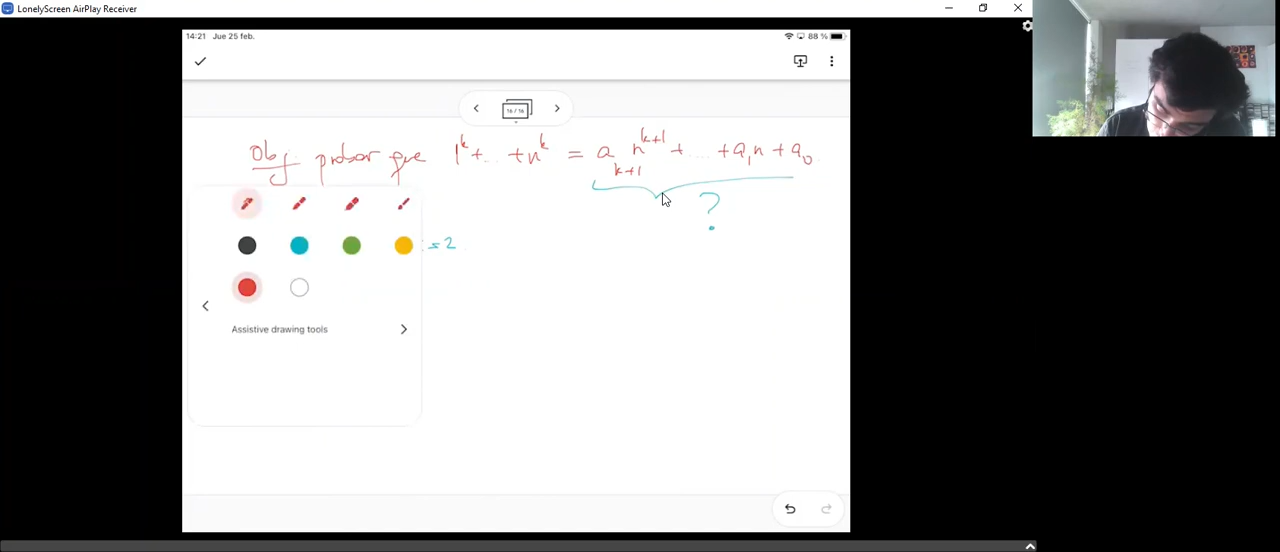 LonelyScreen AirPlay Receiver
14:21 Jue 25 feb.
88 %
16 / 16
Obj probar que 1^k + ... + n^k = a_{k+1} n^{k+1} + ... + a_1 n + a_0
?
= 2
Assistive drawing tools